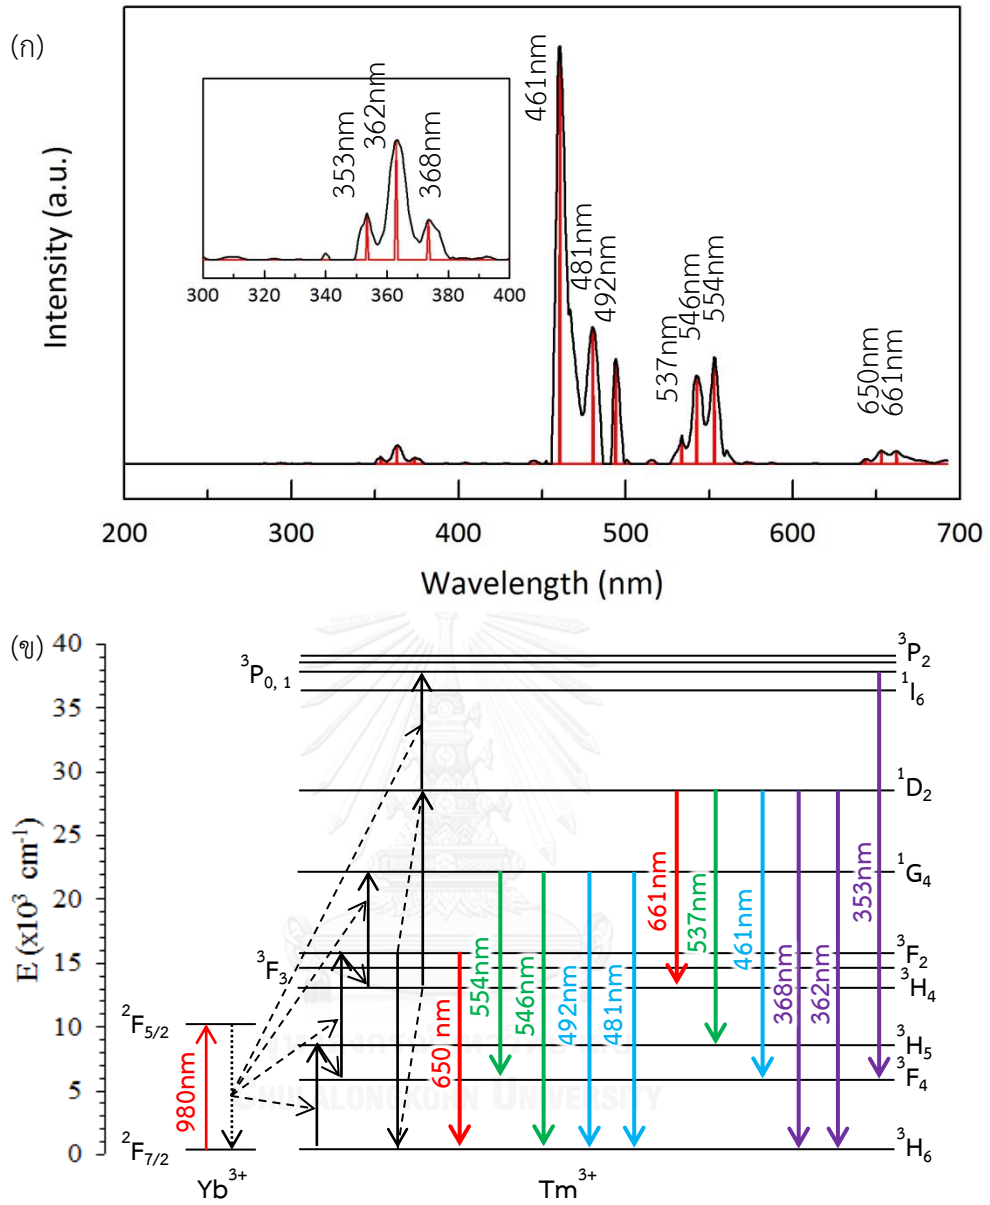 (ก)
Intensity (a.u.)
353nm
362nm
368nm
300 320 340 360 380 400
461nm
481nm
492nm
537nm
546nm
554nm
650nm
661nm
200 300 400 500 600 700
Wavelength (nm)
(ข)
E (x10³ cm⁻¹)
40
35
30
25
20
15
10
5
0
³P₂
³P₀, ₁
¹I₆
¹D₂
¹G₄
³F₂
³F₃
³H₄
³H₅
³F₄
³H₆
²F₅/₂
²F₇/₂
980nm
650 nm
554nm
546nm
492nm
481nm
661nm
537nm
461nm
368nm
362nm
353nm
CHULALONGKORN UNIVERSITY
Yb³⁺
Tm³⁺